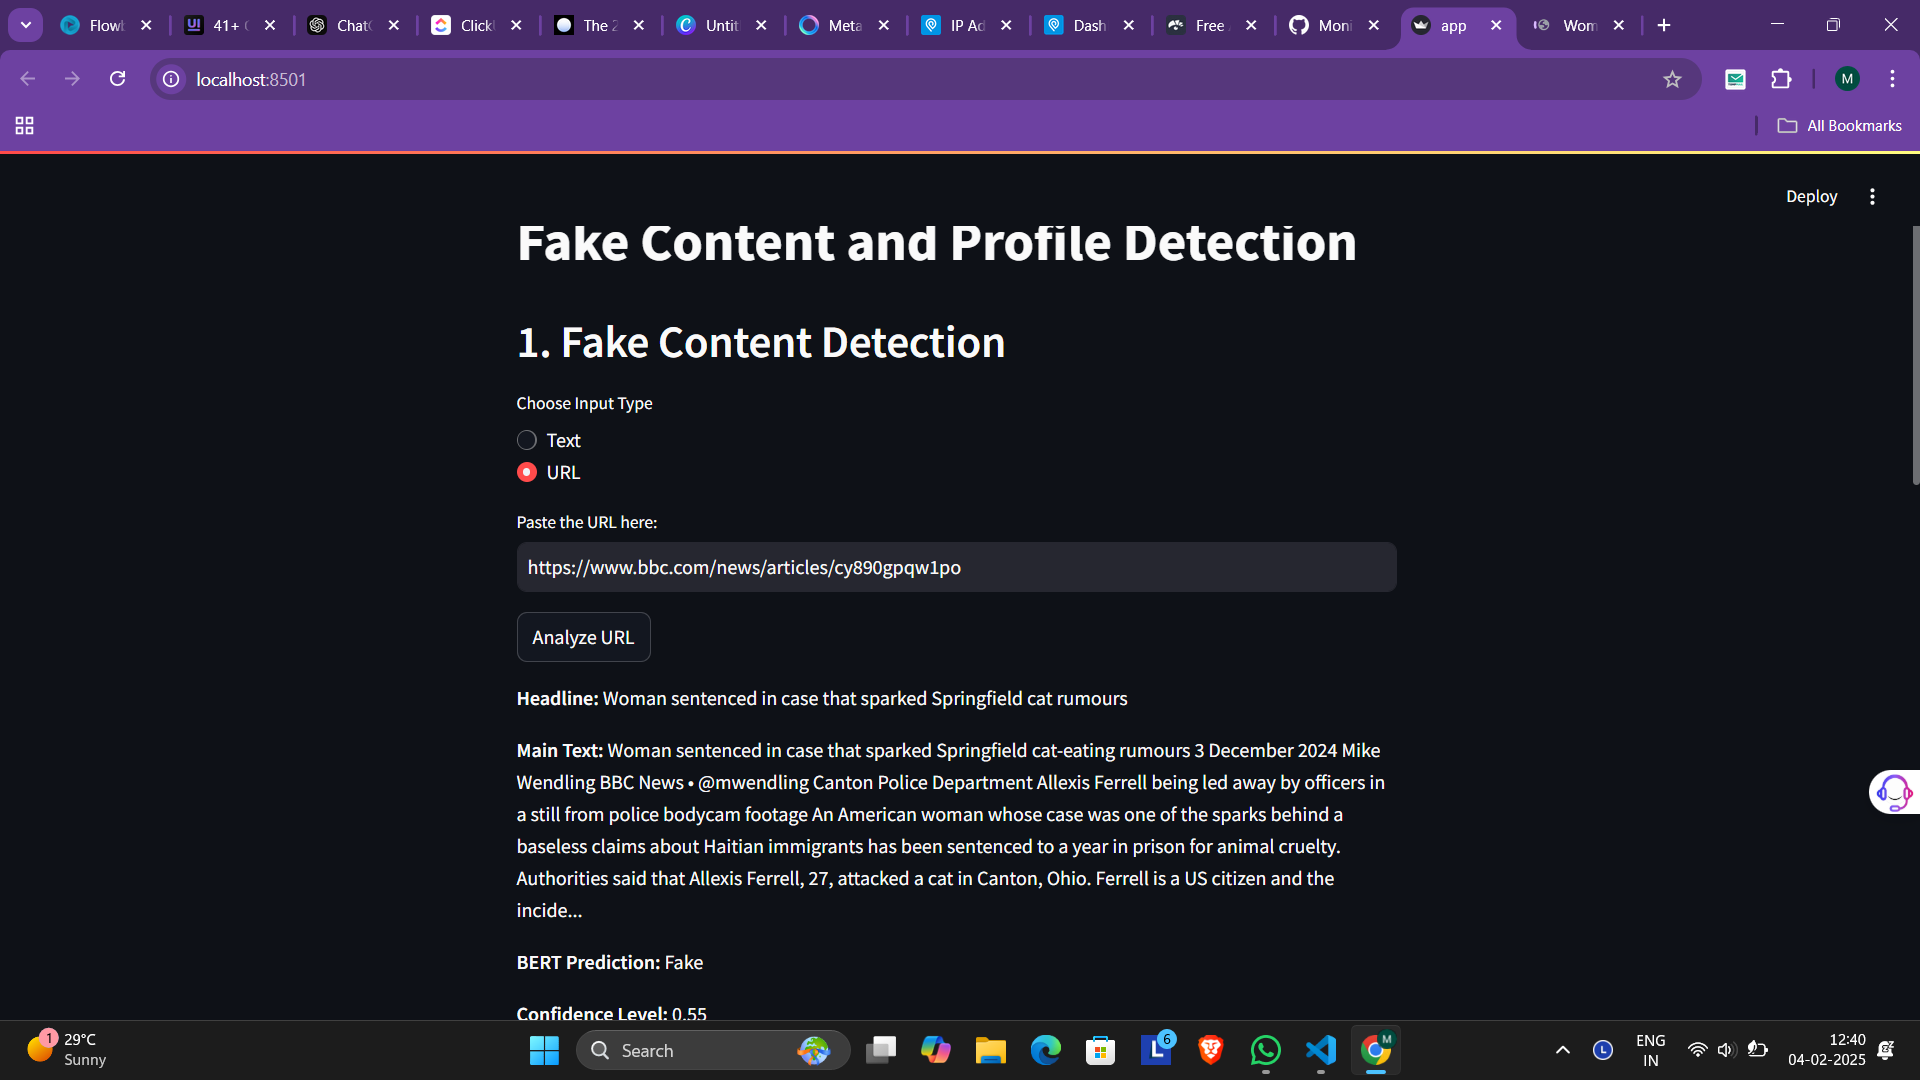 Flowb
41+ 
Chat
Click
The 2
Untit
Meta
IP Ad
Dash
Free
Moni
app
Wom
localhost:8501
M
All Bookmarks
Deploy
Fake Content and Profile Detection
1. Fake Content Detection
Choose Input Type
Text
URL
Paste the URL here:
https://www.bbc.com/news/articles/cy890gpqw1po
Analyze URL
Headline: Woman sentenced in case that sparked Springfield cat rumours
Main Text: Woman sentenced in case that sparked Springfield cat-eating rumours 3 December 2024 Mike
Wendling BBC News • @mwendling Canton Police Department Allexis Ferrell being led away by officers in
a still from police bodycam footage An American woman whose case was one of the sparks behind a
baseless claims about Haitian immigrants has been sentenced to a year in prison for animal cruelty.
Authorities said that Allexis Ferrell, 27, attacked a cat in Canton, Ohio. Ferrell is a US citizen and the
incide...
BERT Prediction: Fake
Confidence Level: 0.55
1
29°C
Sunny
Search
L
6
M
L
ENG
IN
12:40
04-02-2025